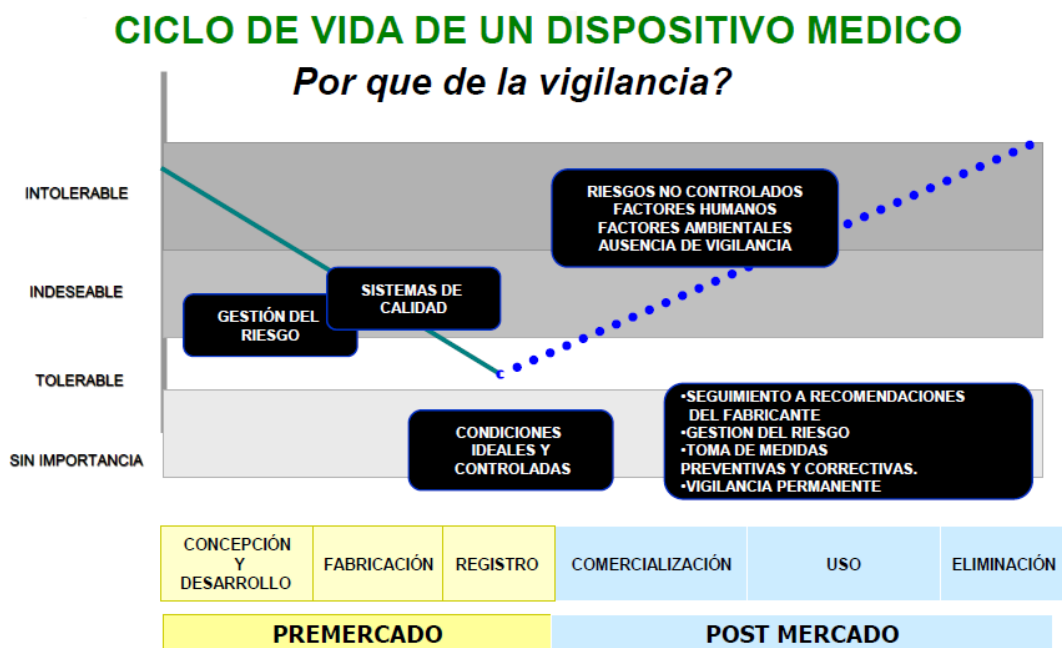 CICLO DE VIDA DE UN DISPOSITIVO MEDICO
Por que de la vigilancia?
INTOLERABLE
INDESEABLE
TOLERABLE
SIN IMPORTANCIA
GESTIÓN DEL
RIESGO
SISTEMAS DE
CALIDAD
RIESGOS NO CONTROLADOS
FACTORES HUMANOS
FACTORES AMBIENTALES
AUSENCIA DE VIGILANCIA
CONDICIONES
IDEALES Y
CONTROLADAS
•SEGUIMIENTO A RECOMENDACIONES
DEL FABRICANTE
•GESTION DEL RIESGO
•TOMA DE MEDIDAS
PREVENTIVAS Y CORRECTIVAS.
•VIGILANCIA PERMANENTE
CONCEPCIÓN
Y
DESARROLLO
FABRICACIÓN
REGISTRO
COMERCIALIZACIÓN
USO
ELIMINACIÓN
PREMERCADO
POST MERCADO